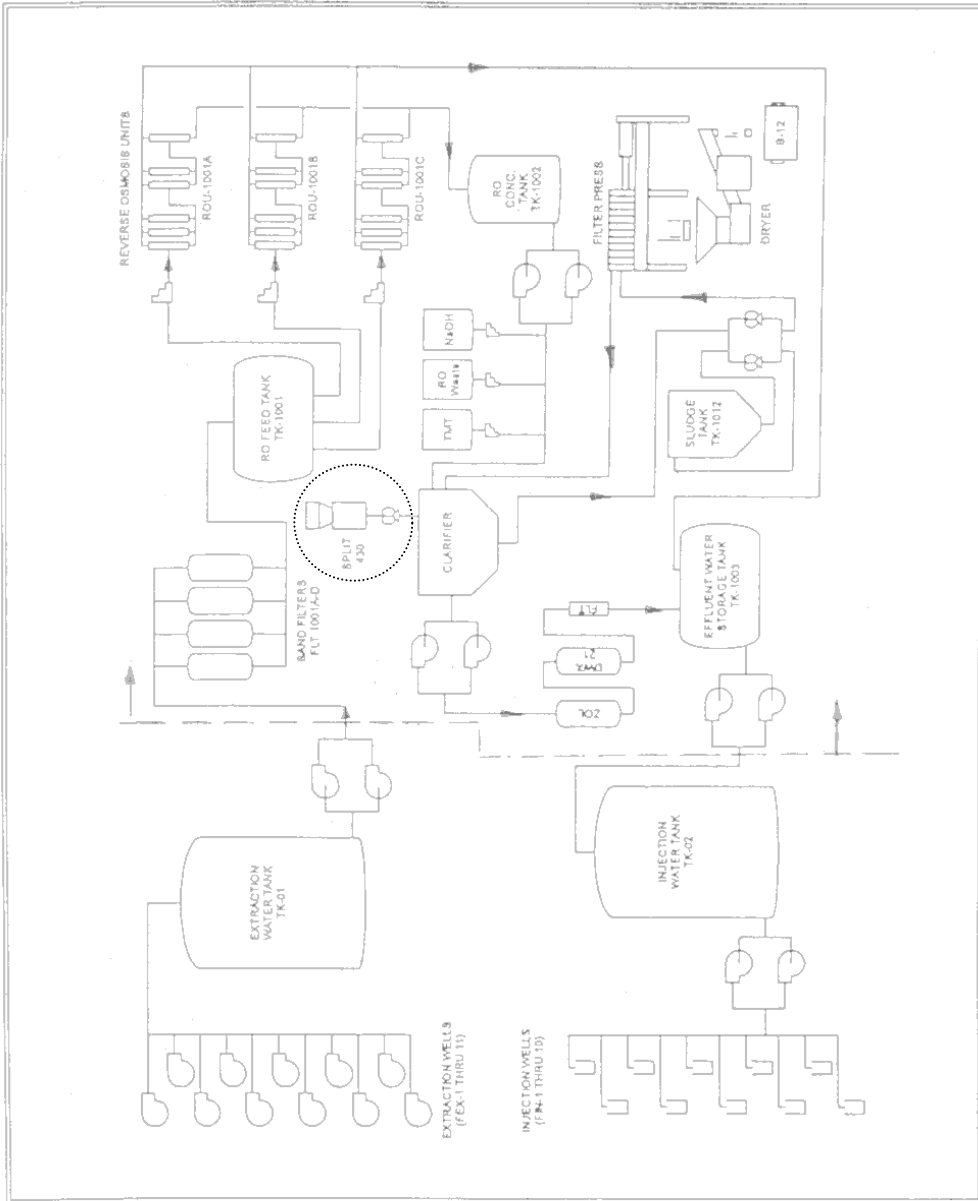 REVERSE OSMOSIS UNITS
ROU-1001A
ROU-1001B
ROU-1001C
RO
CONC.
TANK
TK-1002
FILTER PRESS
B-12
DRYER
RO FEED TANK
TK-1001
NaOH
RO
Waste
TMT
SPLIT
430
CLARIFIER
SLUDGE
TANK
TK-1012
SAND FILTERS
FLT 1001A-D
FLT
EFFLUENT WATER
STORAGE TANK
TK-1003
EXTRACTION
WATER TANK
TK-01
INJECTION
WATER TANK
TK-02
EXTRACTION WELLS
(FEX-1 THRU 11)
INJECTION WELLS
(FIN-1 THRU 10)